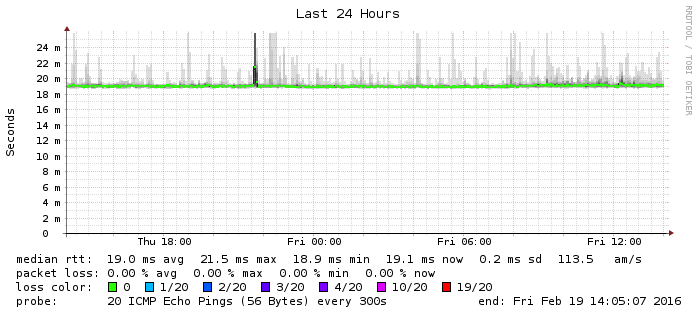 Last 24 Hours
RRDTOOL / TOBI OETIKER
Seconds
24 m
22 m
20 m
18 m
16 m
14 m
12 m
10 m
8 m
6 m
4 m
2 m
0
Thu 18:00 Fri 00:00 Fri 06:00 Fri 12:00
median rtt: 19.0 ms avg 21.5 ms max 18.9 ms min 19.1 ms now 0.2 ms sd 113.5 am/s
packet loss: 0.00 % avg 0.00 % max 0.00 % min 0.00 % now
loss color: 0 1/20 2/20 3/20 4/20 10/20 19/20
probe: 20 ICMP Echo Pings (56 Bytes) every 300s end: Fri Feb 19 14:05:07 2016